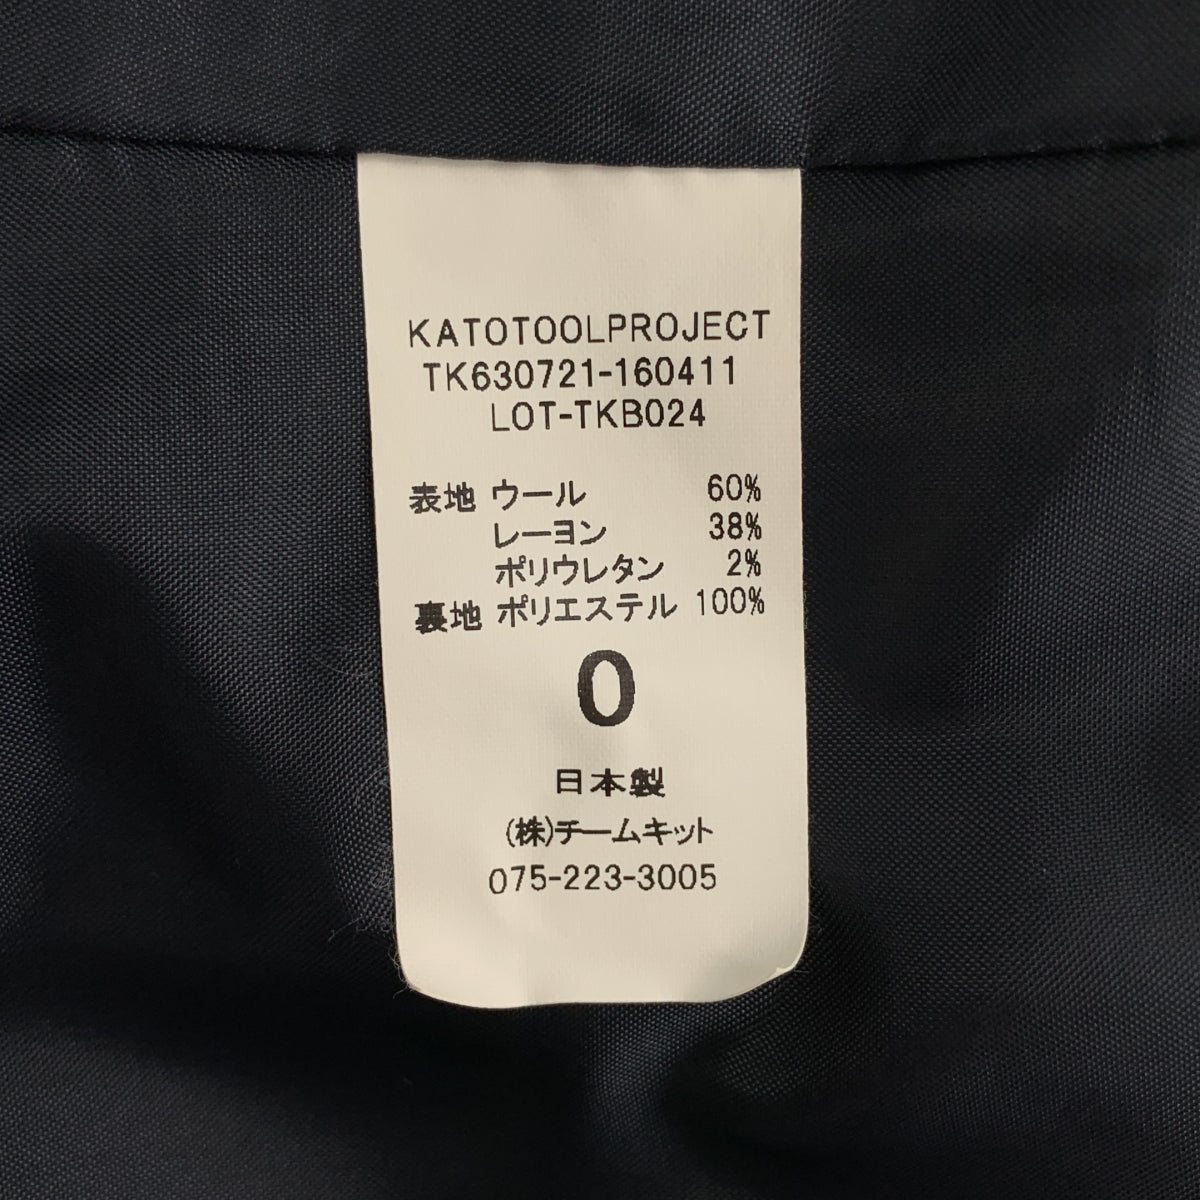 KATOTOOLPROJECT
TK630721-160411
LOT-TKB024
表地 ウール 60%
レーヨン 38%
ポリウレタン 2%
裏地 ポリエステル 100%
0
日本製
(株)チームキット
075-223-3005